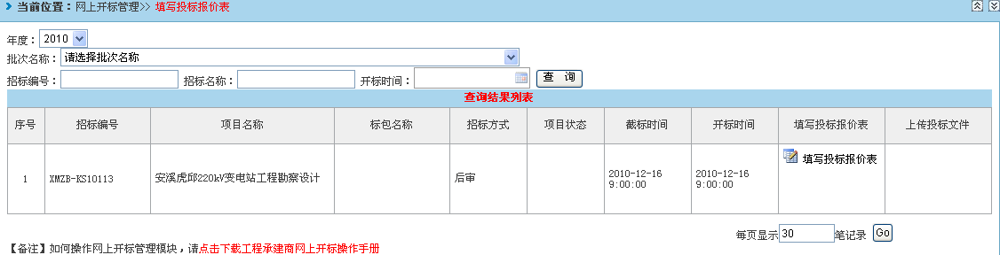 当前位置：网上开标管理>> 填写投标报价表
年度：2010
批次名称：请选择批次名称
招标编号： 招标名称： 开标时间： 查 询
查询结果列表
序号 招标编号 项目名称 标包名称 招标方式 项目状态 截标时间 开标时间 填写投标报价表 上传投标文件
1 XMZB-KS10113 安溪虎邱220kV变电站工程勘察设计 后审 2010-12-16 9:00:00 2010-12-16 9:00:00 填写投标报价表
每页显示30笔记录 Go
【备注】如何操作网上开标管理模块，请点击下载工程承建商网上开标操作手册